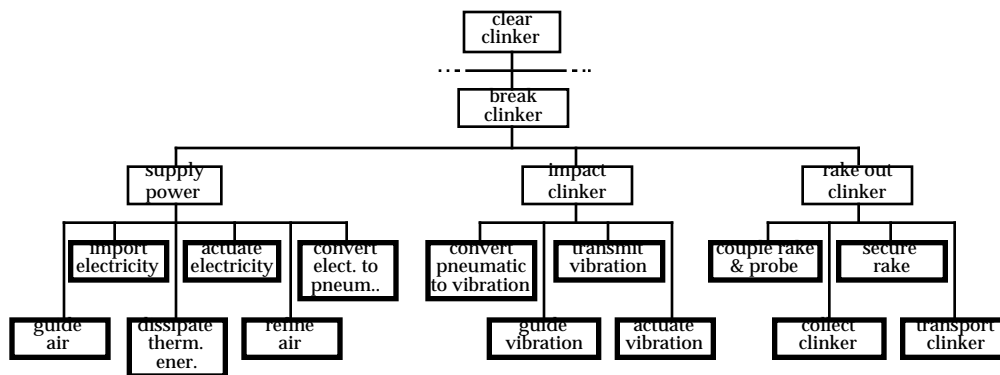 clear
clinker
break
clinker
supply
power
impact
clinker
rake out
clinker
import
electricity
actuate
electricity
convert
elect. to
pneum..
convert
pneumatic
to vibration
transmit
vibration
couple rake
& probe
secure
rake
guide
air
dissipate
therm.
ener.
refine
air
guide
vibration
actuate
vibration
collect
clinker
transport
clinker